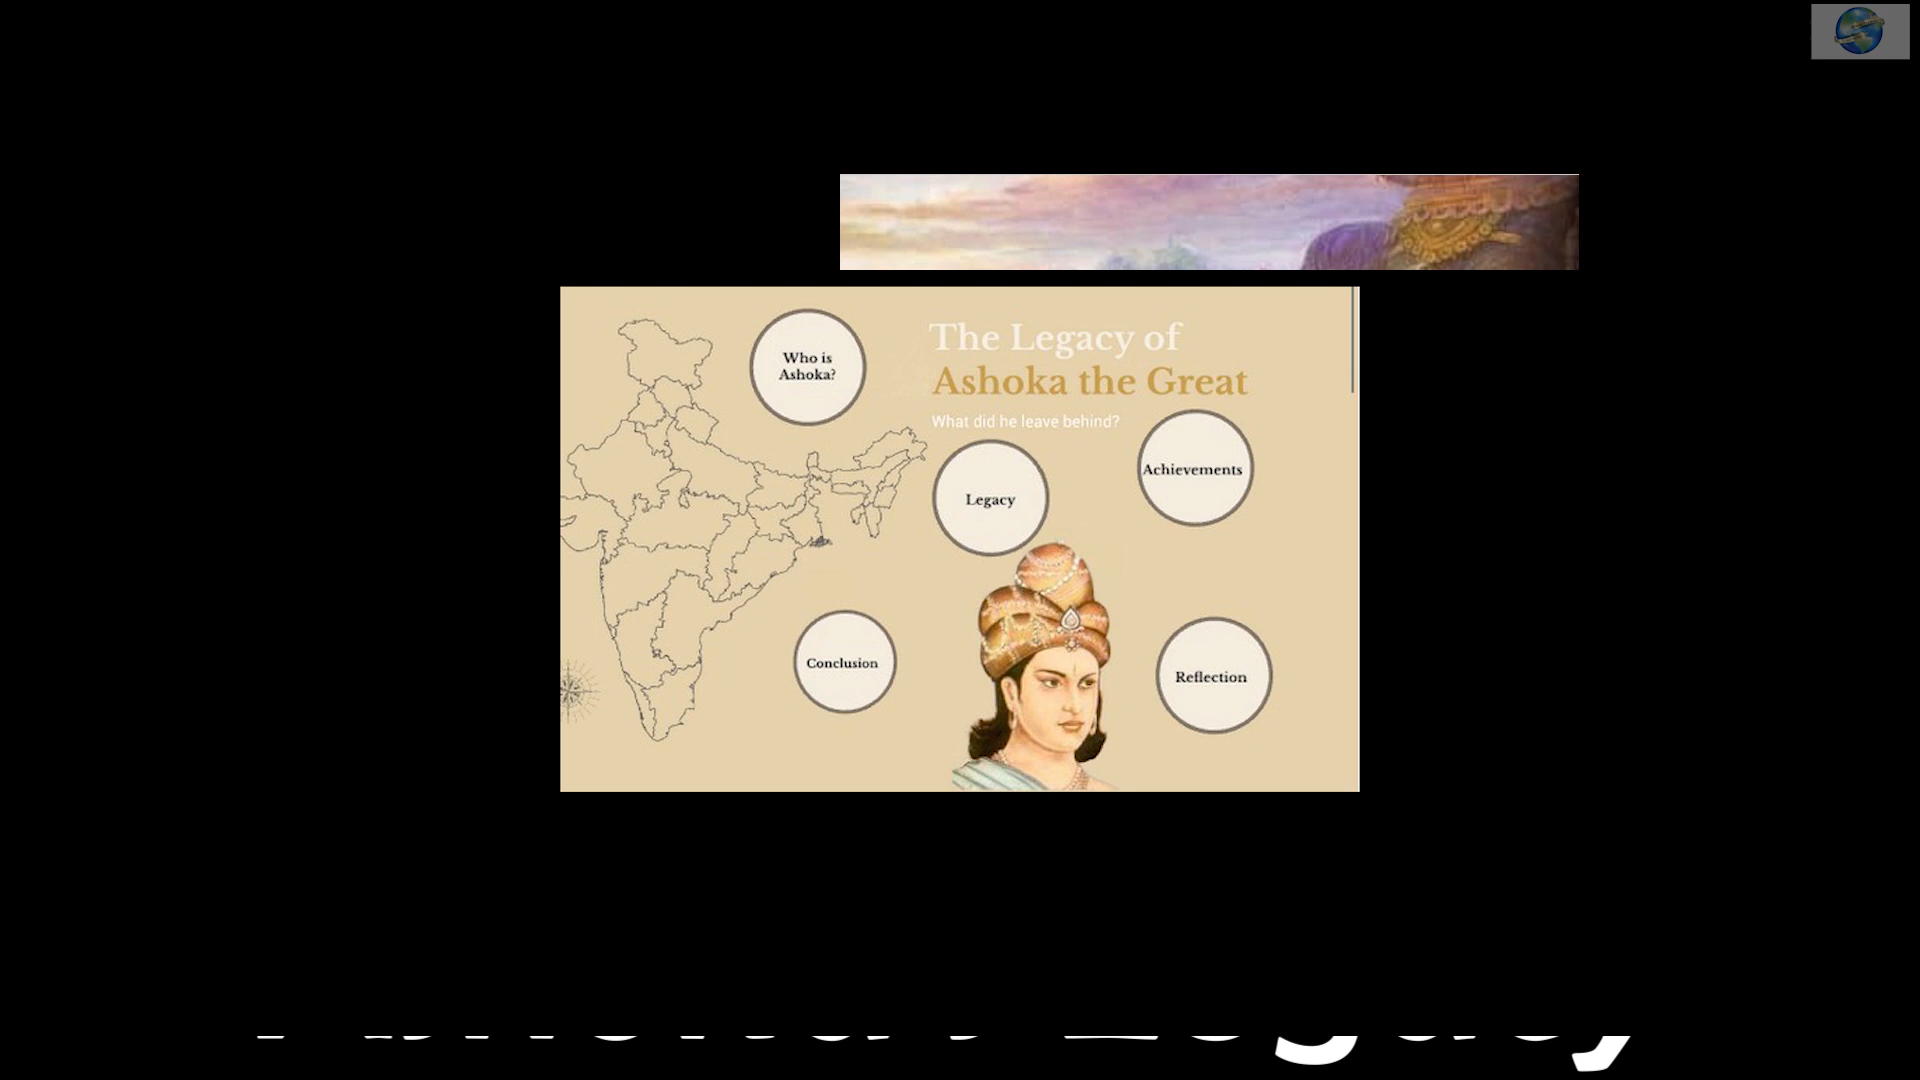 Who is
Ashoka?
The Legacy of
Ashoka the Great
What did he leave behind?
Achievements
Legacy
Conclusion
Reflection